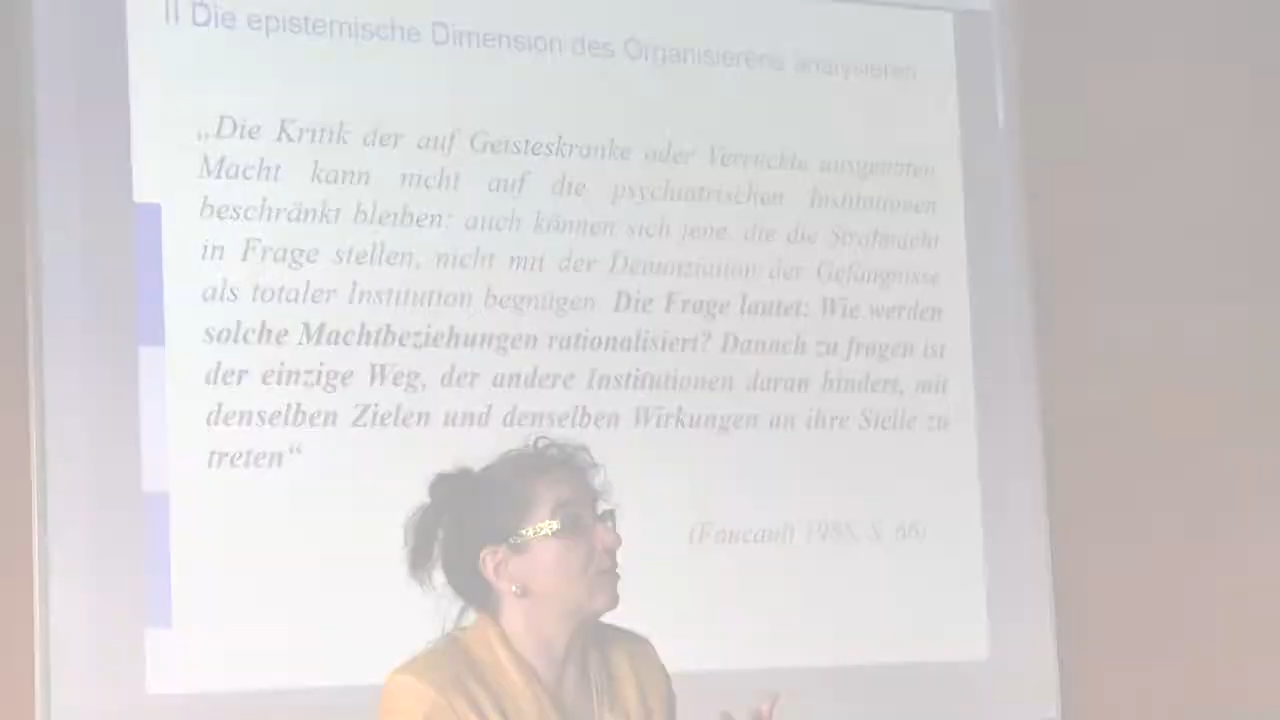 II Die epistemische Dimension des Organisierens analysieren
„Die Kritik der auf Geisteskranke oder Verrückte ausgeübten
Macht kann nicht auf die psychiatrischen Institutionen
beschränkt bleiben; auch können sich jene, die die Strafmacht
in Frage stellen, nicht mit der Denunziation der Gefängnisse
als totaler Institution begnügen. Die Frage lautet: Wie werden
solche Machtbeziehungen rationalisiert? Danach zu fragen ist
der einzige Weg, der andere Institutionen daran hindert, mit
denselben Zielen und denselben Wirkungen an ihre Stelle zu
treten“
(Foucault S. 66)